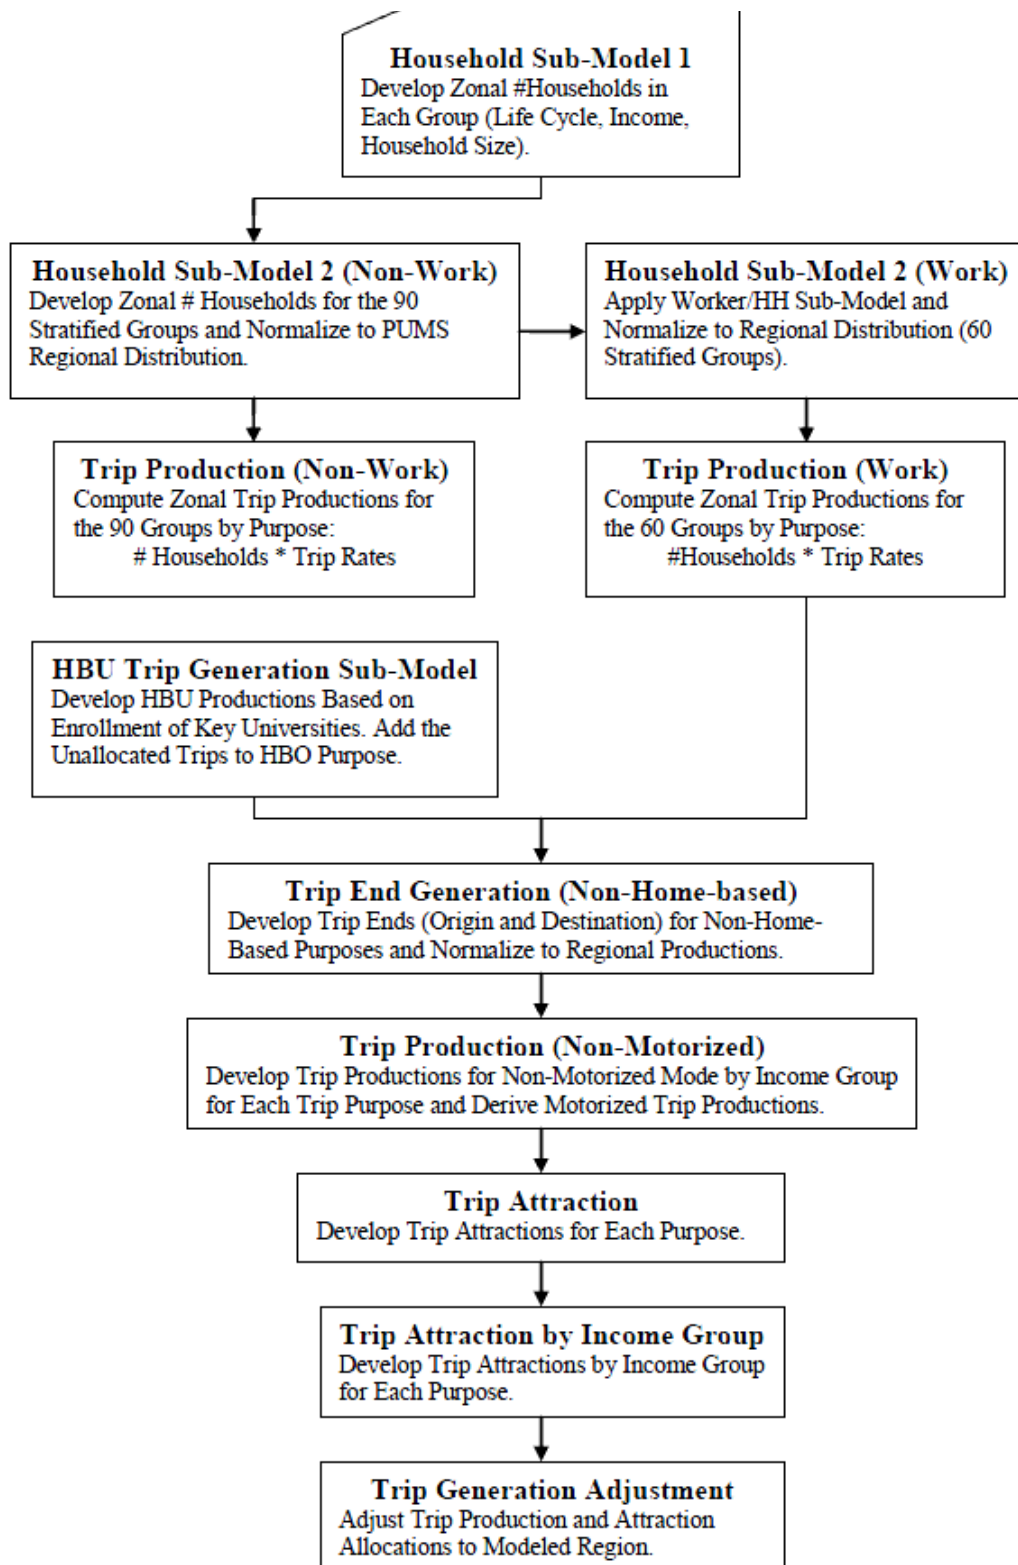 Household Sub-Model 1
Develop Zonal #Households in
Each Group (Life Cycle, Income,
Household Size).
Household Sub-Model 2 (Non-Work)
Develop Zonal # Households for the 90
Stratified Groups and Normalize to PUMS
Regional Distribution.
Household Sub-Model 2 (Work)
Apply Worker/HH Sub-Model and
Normalize to Regional Distribution (60
Stratified Groups).
Trip Production (Non-Work)
Compute Zonal Trip Productions for
the 90 Groups by Purpose:
# Households * Trip Rates
Trip Production (Work)
Compute Zonal Trip Productions for
the 60 Groups by Purpose:
#Households * Trip Rates
HBU Trip Generation Sub-Model
Develop HBU Productions Based on
Enrollment of Key Universities. Add the
Unallocated Trips to HBO Purpose.
Trip End Generation (Non-Home-based)
Develop Trip Ends (Origin and Destination) for Non-Home-
Based Purposes and Normalize to Regional Productions.
Trip Production (Non-Motorized)
Develop Trip Productions for Non-Motorized Mode by Income Group
for Each Trip Purpose and Derive Motorized Trip Productions.
Trip Attraction
Develop Trip Attractions for Each Purpose.
Trip Attraction by Income Group
Develop Trip Attractions by Income Group
for Each Purpose.
Trip Generation Adjustment
Adjust Trip Production and Attraction
Allocations to Modeled Region.